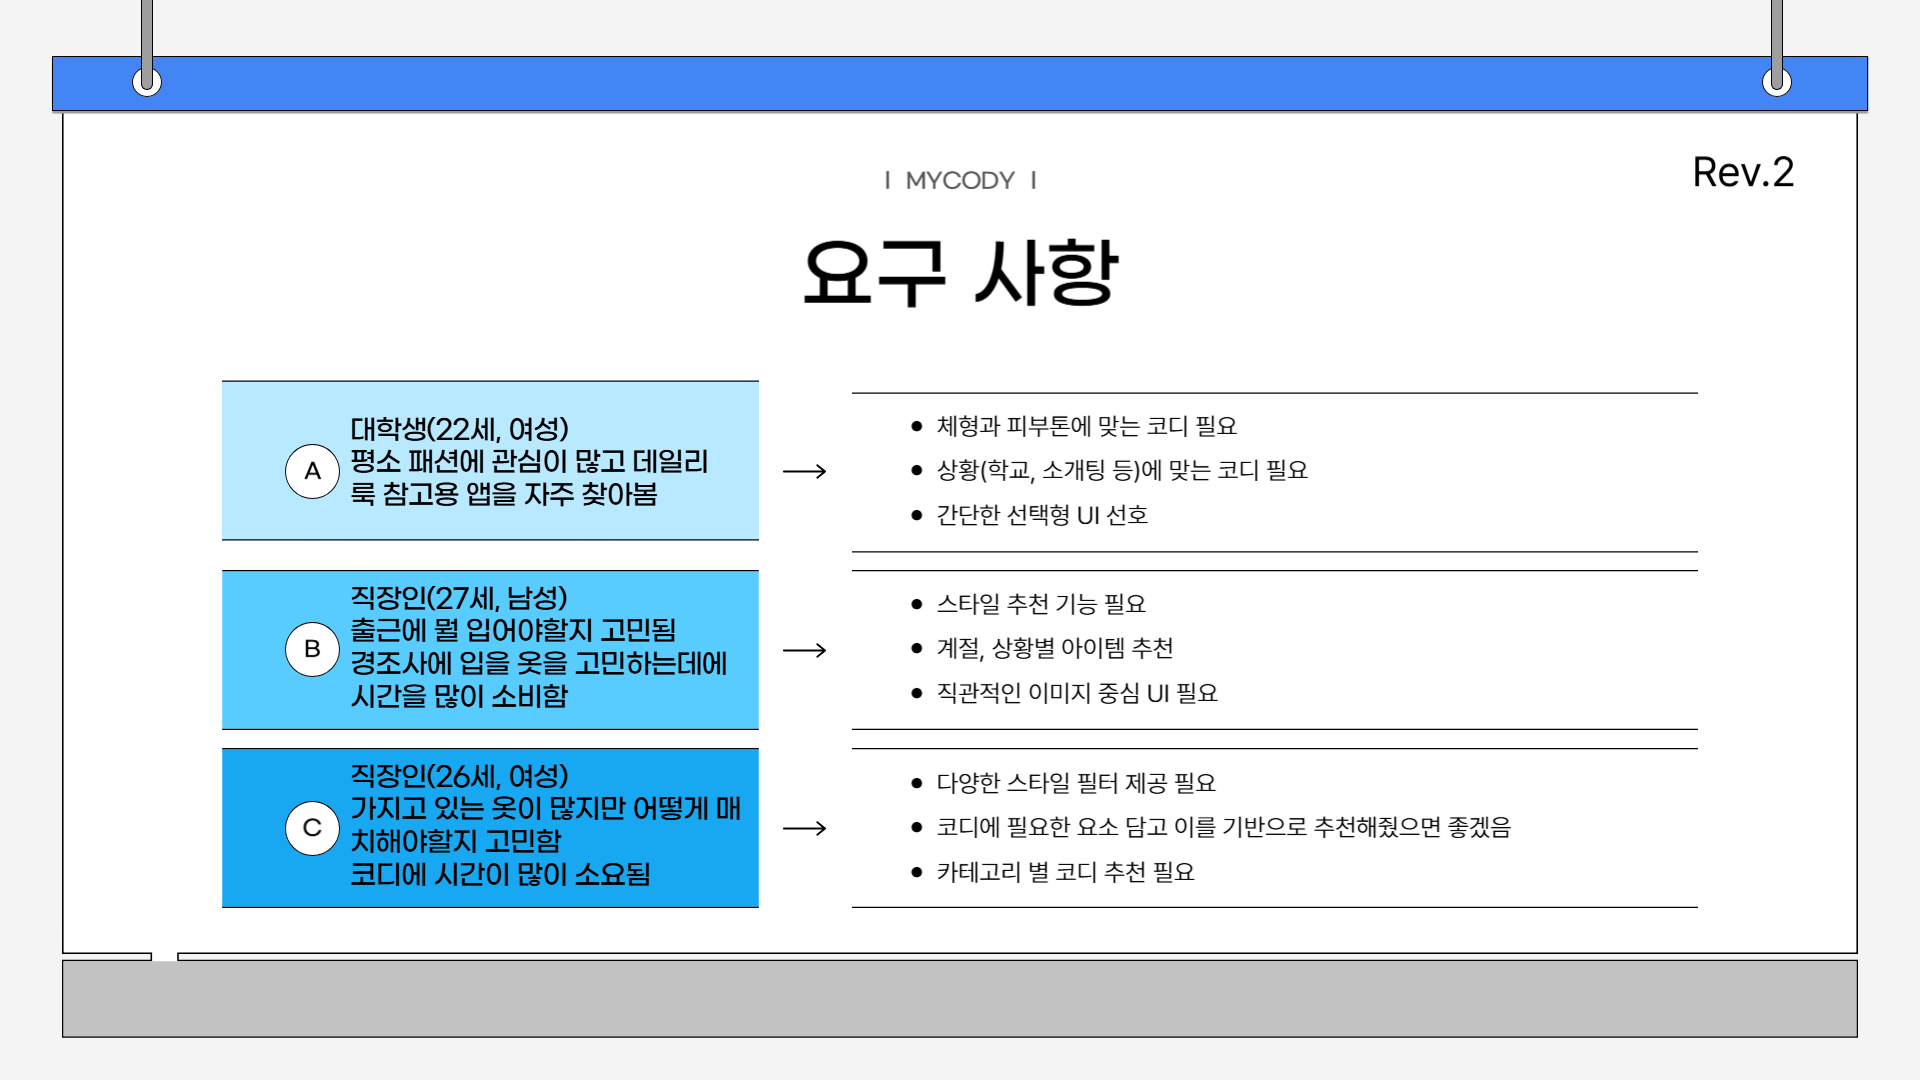 | MYCODY |
Rev.2
요구 사항
A
대학생(22세, 여성)
평소 패션에 관심이 많고 데일리
룩 참고용 앱을 자주 찾아봄
→
● 체형과 피부톤에 맞는 코디 필요
● 상황(학교, 소개팅 등)에 맞는 코디 필요
● 간단한 선택형 UI 선호
B
직장인(27세, 남성)
출근에 뭘 입어야할지 고민됨
경조사에 입을 옷을 고민하는데에
시간을 많이 소비함
→
● 스타일 추천 기능 필요
● 계절, 상황별 아이템 추천
● 직관적인 이미지 중심 UI 필요
C
직장인(26세, 여성)
가지고 있는 옷이 많지만 어떻게 매
치해야할지 고민함
코디에 시간이 많이 소요됨
→
● 다양한 스타일 필터 제공 필요
● 코디에 필요한 요소 담고 이를 기반으로 추천해줬으면 좋겠음
● 카테고리 별 코디 추천 필요